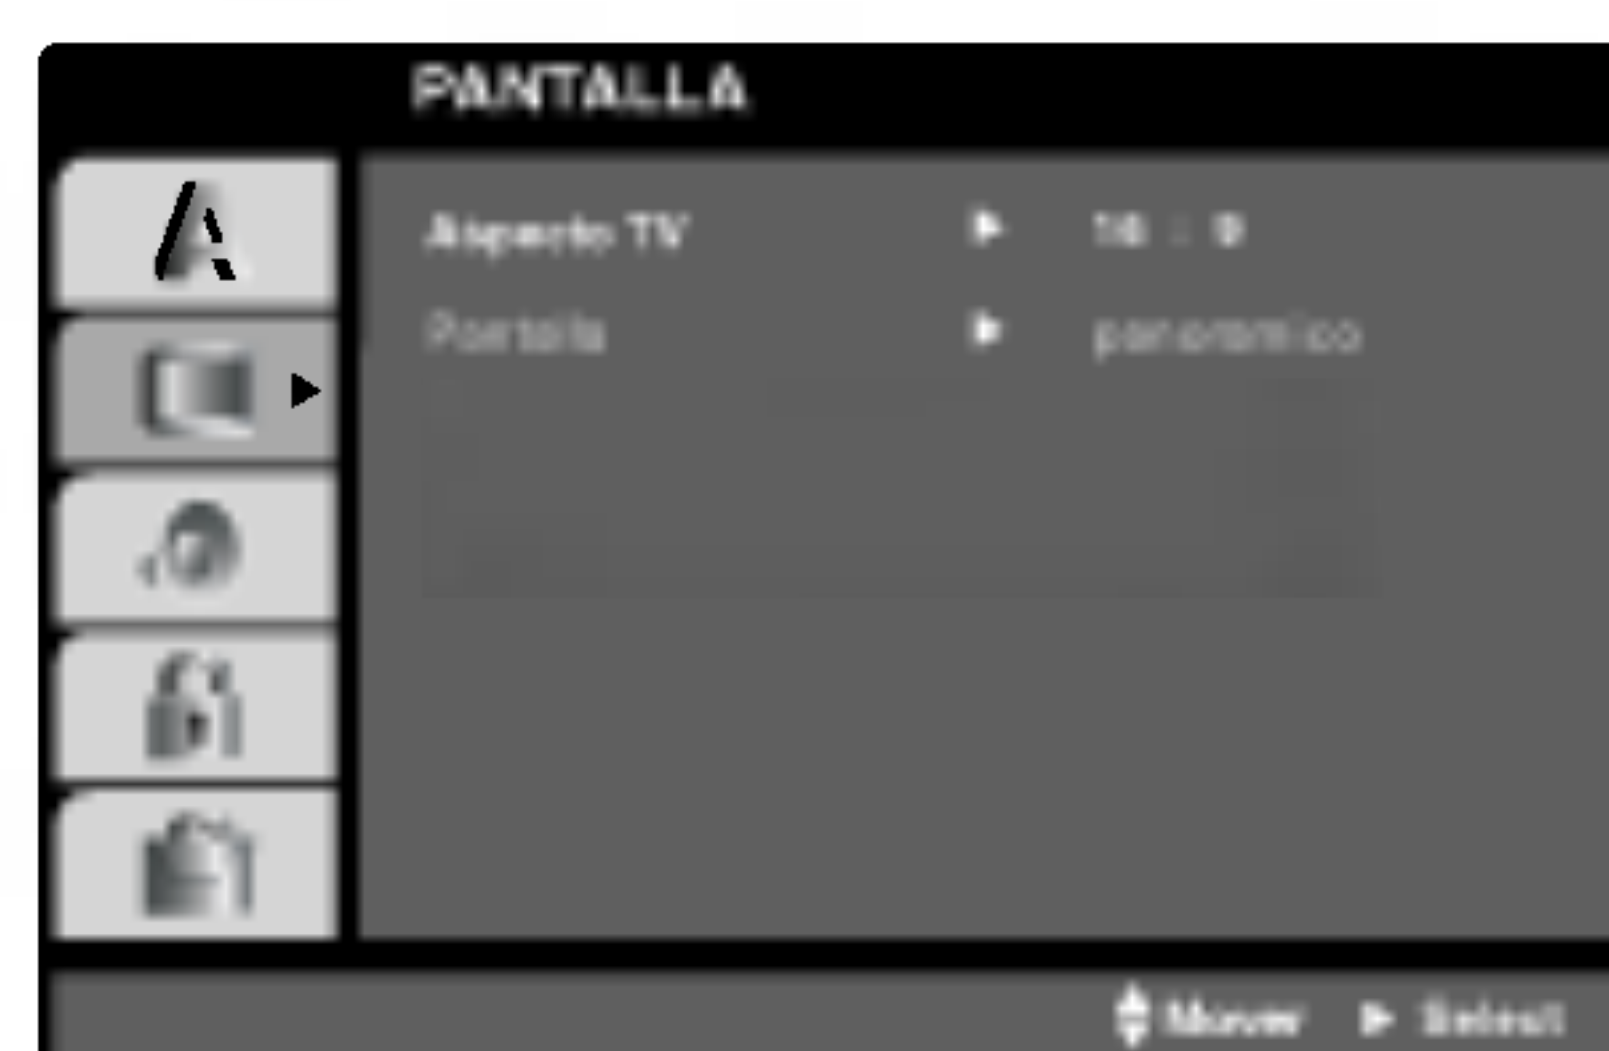 PANTALLA
A
Aspecto TV ▶ 16 : 9
Pantalla ▶ panoramico
Mover ▶ Select